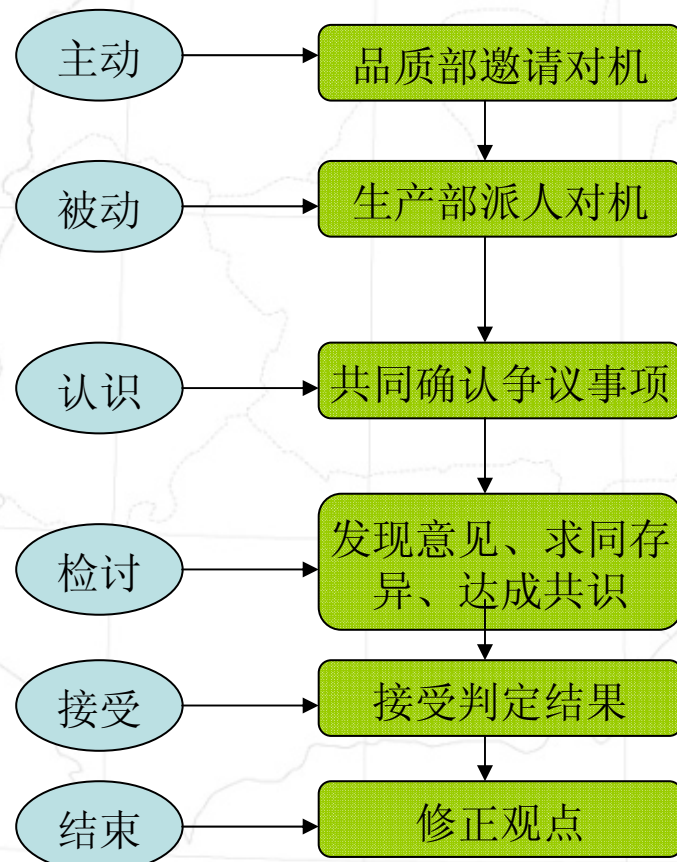 主动
品质部邀请对机
被动
生产部派人对机
认识
共同确认争议事项
检讨
发现意见、求同存
异、达成共识
接受
接受判定结果
结束
修正观点